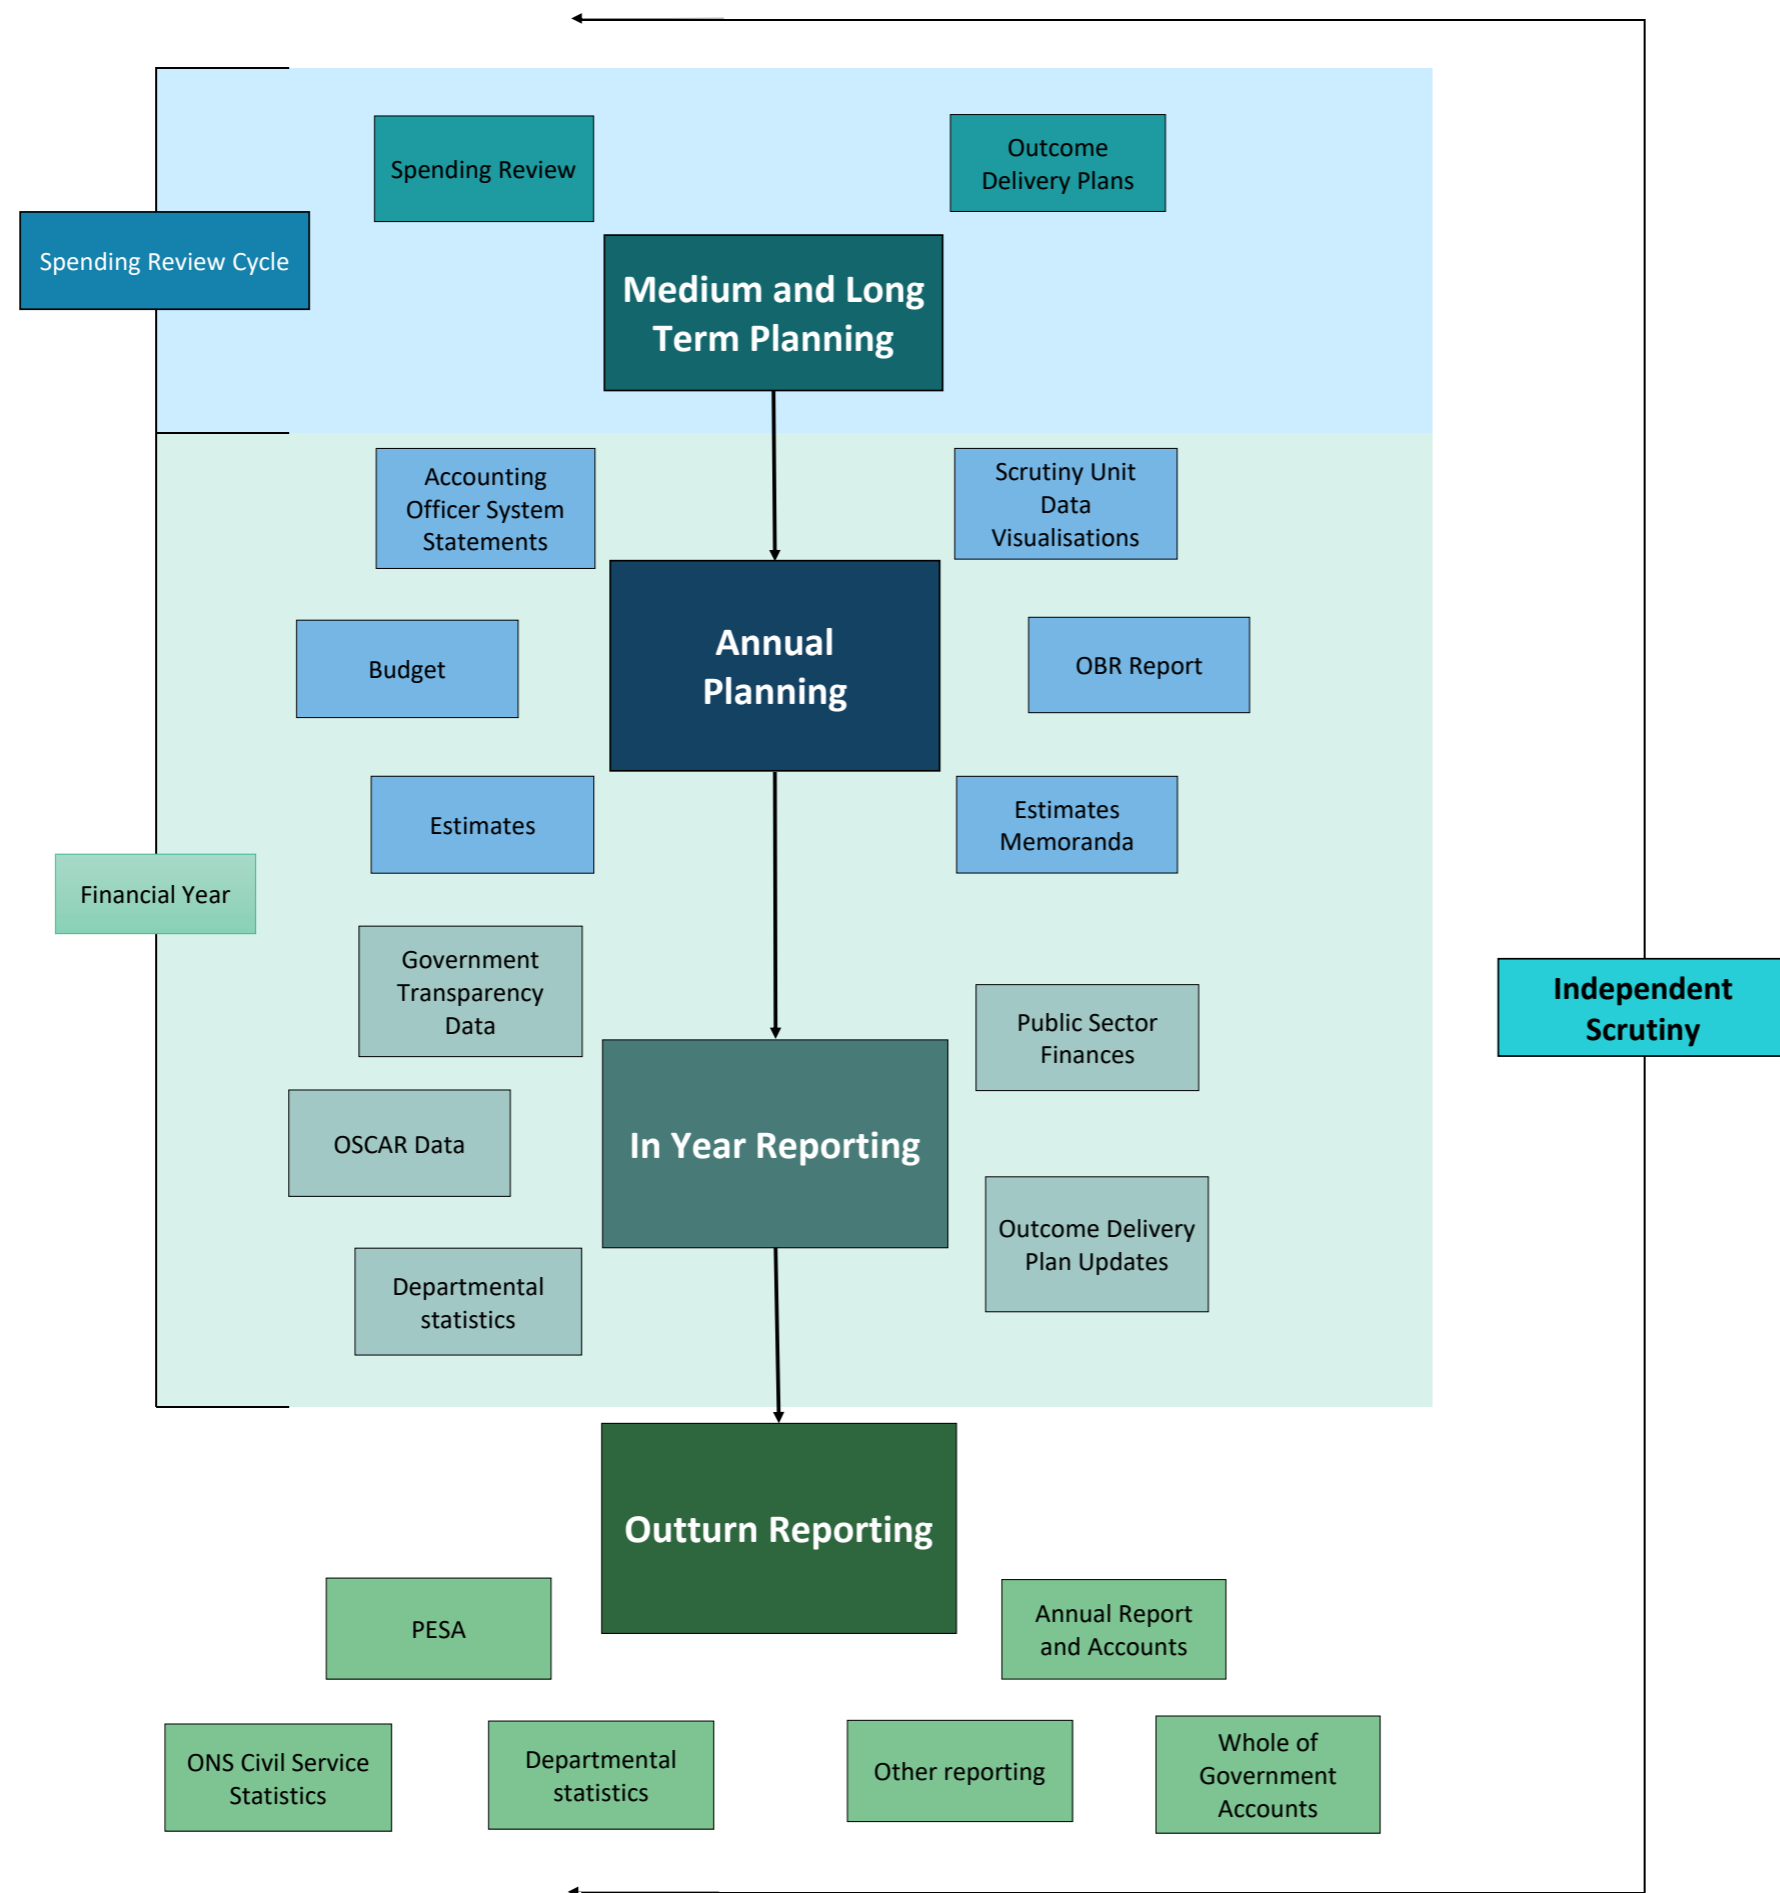 Spending Review
Outcome
Delivery Plans
Spending Review Cycle
Medium and Long
Term Planning
Accounting
Officer System
Statements
Scrutiny Unit
Data
Visualisations
Annual
Planning
Budget
OBR Report
Estimates
Estimates
Memoranda
Financial Year
Government
Transparency
Data
Public Sector
Finances
Independent
Scrutiny
OSCAR Data
In Year Reporting
Outcome Delivery
Plan Updates
Departmental
statistics
Outturn Reporting
PESA
Annual Report
and Accounts
ONS Civil Service
Statistics
Departmental
statistics
Other reporting
Whole of
Government
Accounts